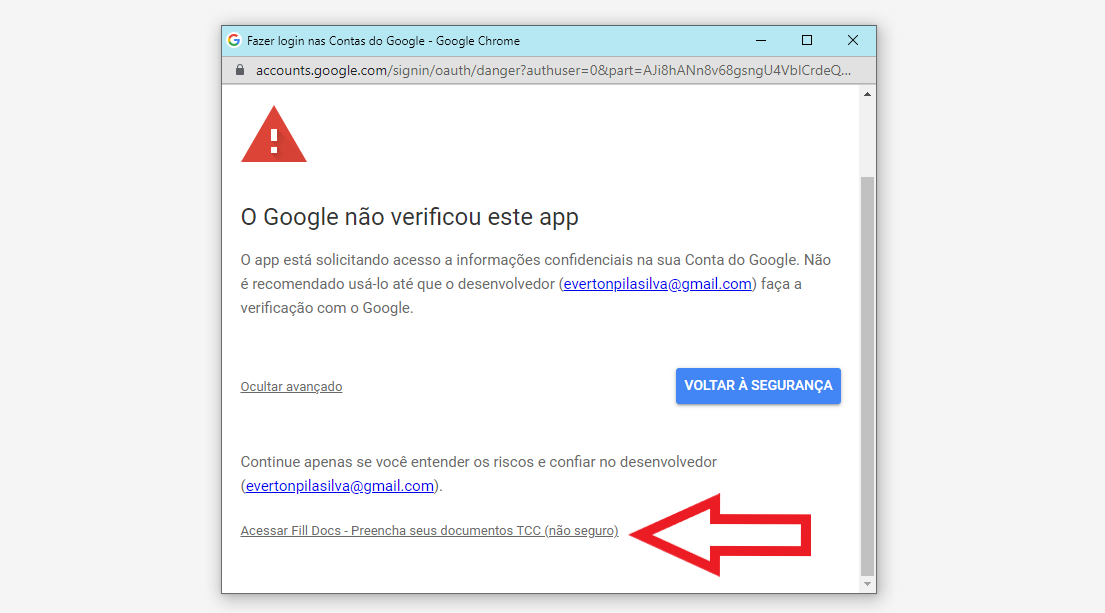 Fazer login nas Contas do Google - Google Chrome
accounts.google.com/signin/oauth/danger?authuser=0&part=AJi8hANn8v68gsngU4VbICrdeQ...
O Google não verificou este app
O app está solicitando acesso a informações confidenciais na sua Conta do Google. Não
é recomendado usá-lo até que o desenvolvedor (evertonpilasilva@gmail.com) faça a
verificação com o Google.
Ocultar avançado
VOLTAR À SEGURANÇA
Continue apenas se você entender os riscos e confiar no desenvolvedor
(evertonpilasilva@gmail.com).
Acessar Fill Docs - Preencha seus documentos TCC (não seguro)